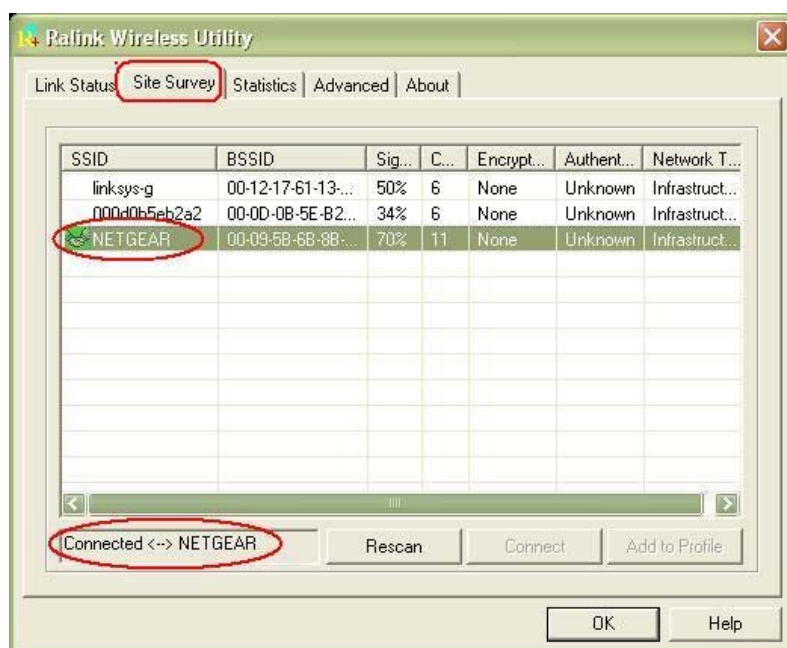 Ralink Wireless Utility
Link Status Site Survey Statistics Advanced About
SSID BSSID Sig... C... Encrypt... Authent... Network T...
linksys-g 00-12-17-61-13-... 50% 6 None Unknown Infrastruct...
000d0b5eb2a2 00-0D-0B-5E-B2... 34% 6 None Unknown Infrastruct...
NETGEAR 00-09-5B-6B-8B-... 70% 11 None Unknown Infrastruct...
Connected <--> NETGEAR Rescan Connect Add to Profile
OK Help